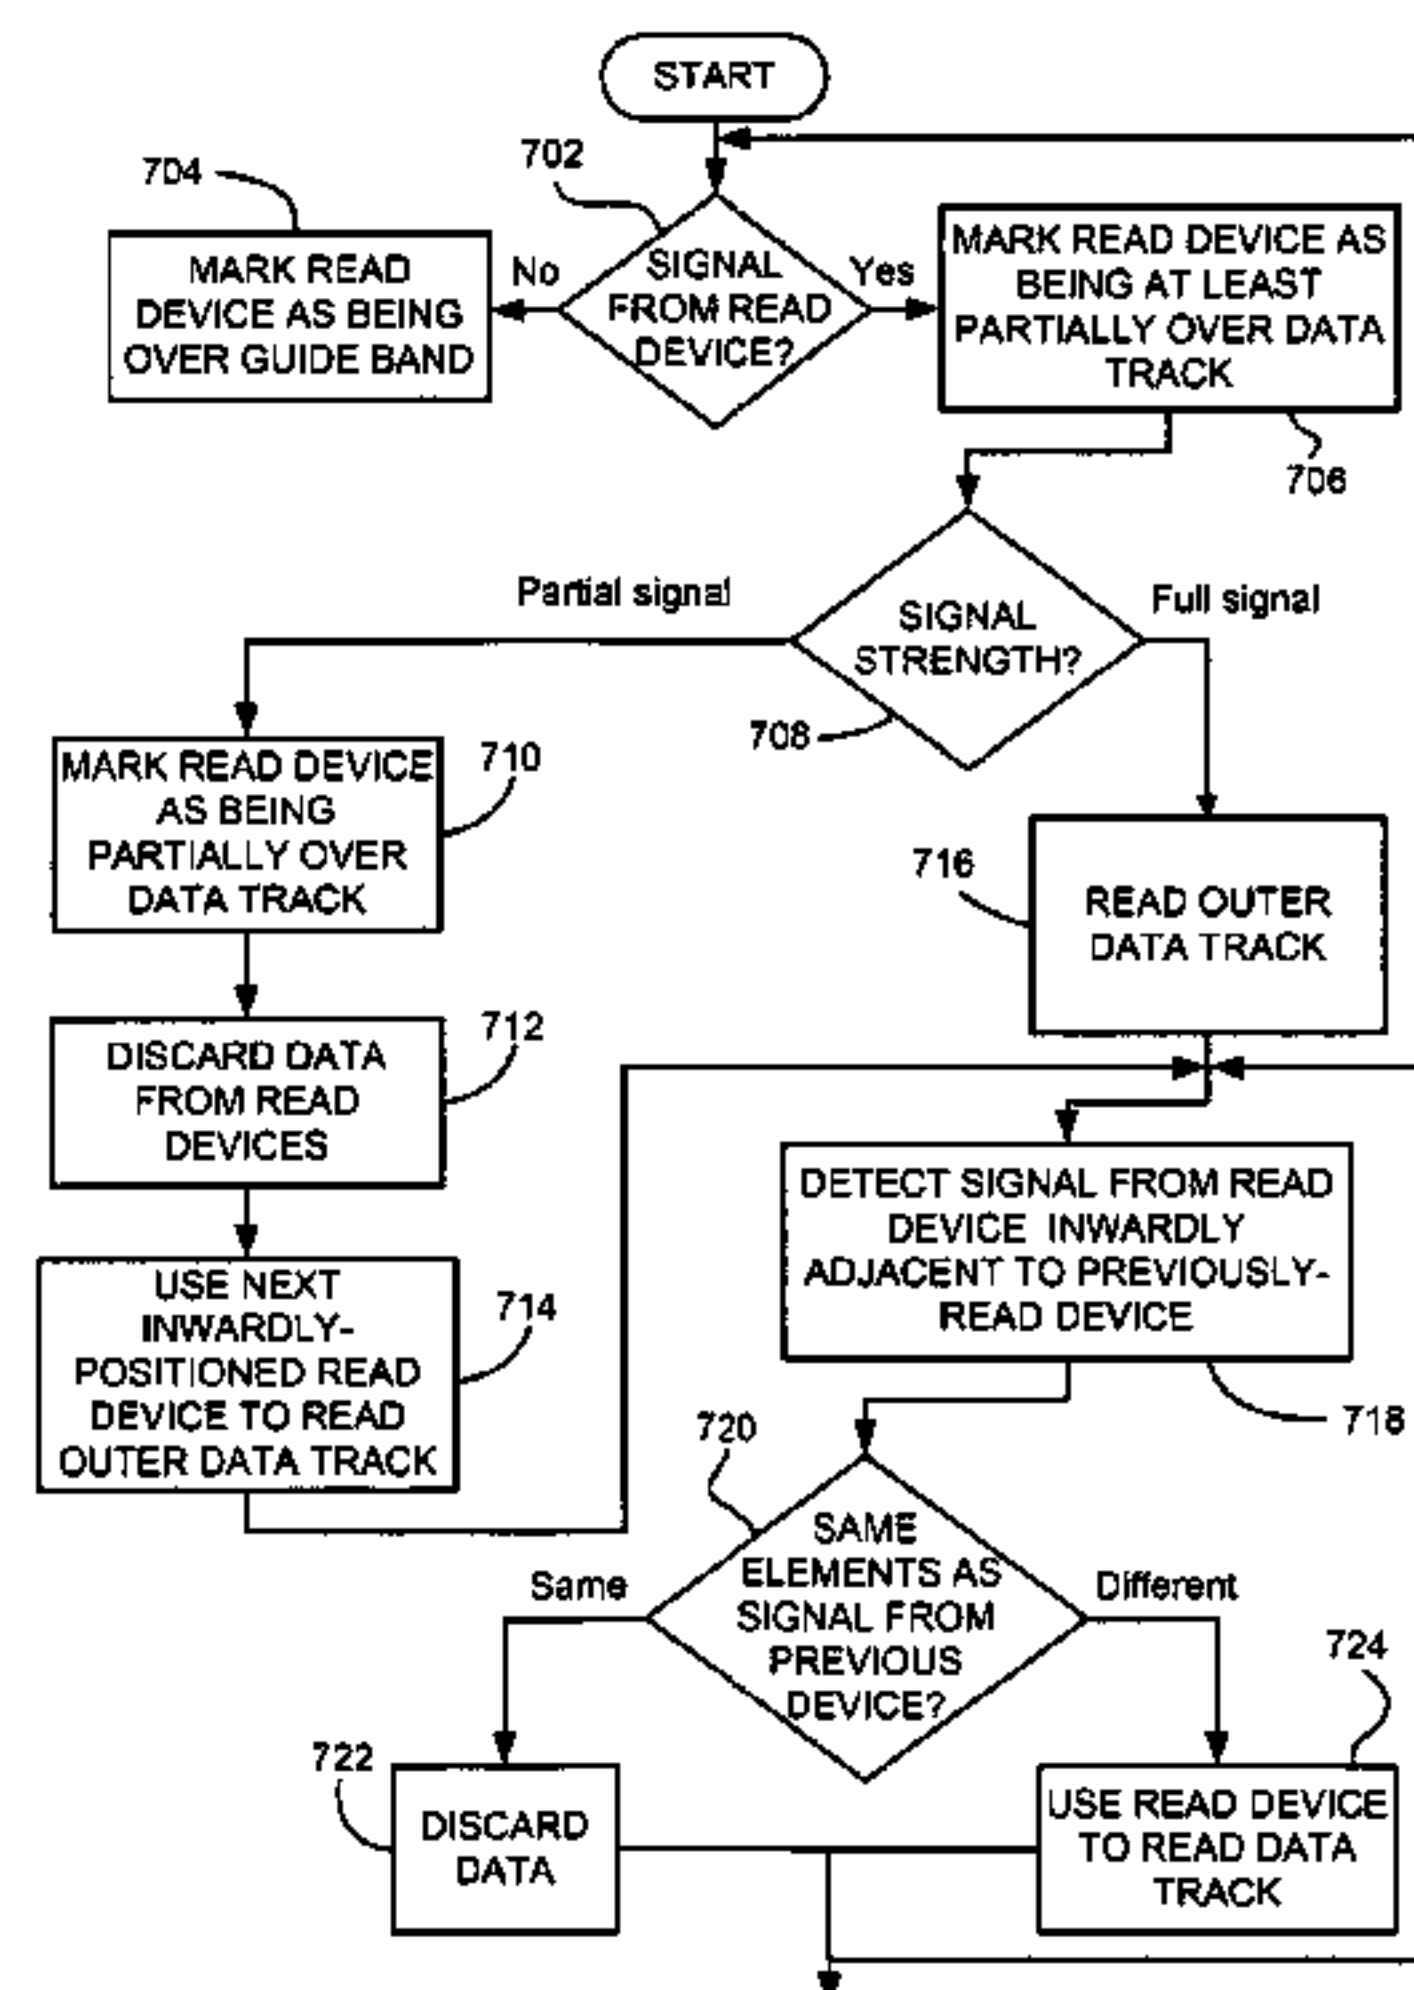 START
702
704
MARK READ
DEVICE AS BEING
OVER GUIDE BAND
No
SIGNAL
FROM READ
DEVICE?
Yes
MARK READ DEVICE AS
BEING AT LEAST
PARTIALLY OVER DATA
TRACK
706
Partial signal
SIGNAL
STRENGTH?
Full signal
708
MARK READ DEVICE
AS BEING
PARTIALLY OVER
DATA TRACK
710
716
READ OUTER
DATA TRACK
DISCARD DATA
FROM READ
DEVICES
712
DETECT SIGNAL FROM READ
DEVICE INWARDLY
ADJACENT TO PREVIOUSLY-
READ DEVICE
718
USE NEXT
INWARDLY-
POSITIONED READ
DEVICE TO READ
OUTER DATA TRACK
714
720
SAME
ELEMENTS AS
SIGNAL FROM
PREVIOUS
DEVICE?
Same
Different
722
DISCARD
DATA
724
USE READ DEVICE
TO READ DATA
TRACK